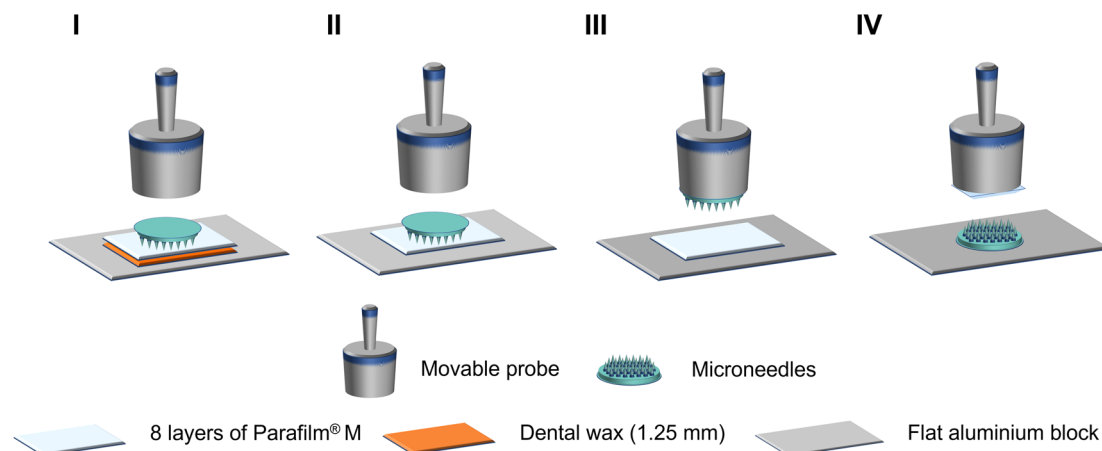 I II III IV
Movable probe Microneedles
8 layers of Parafilm® M Dental wax (1.25 mm) Flat aluminium block